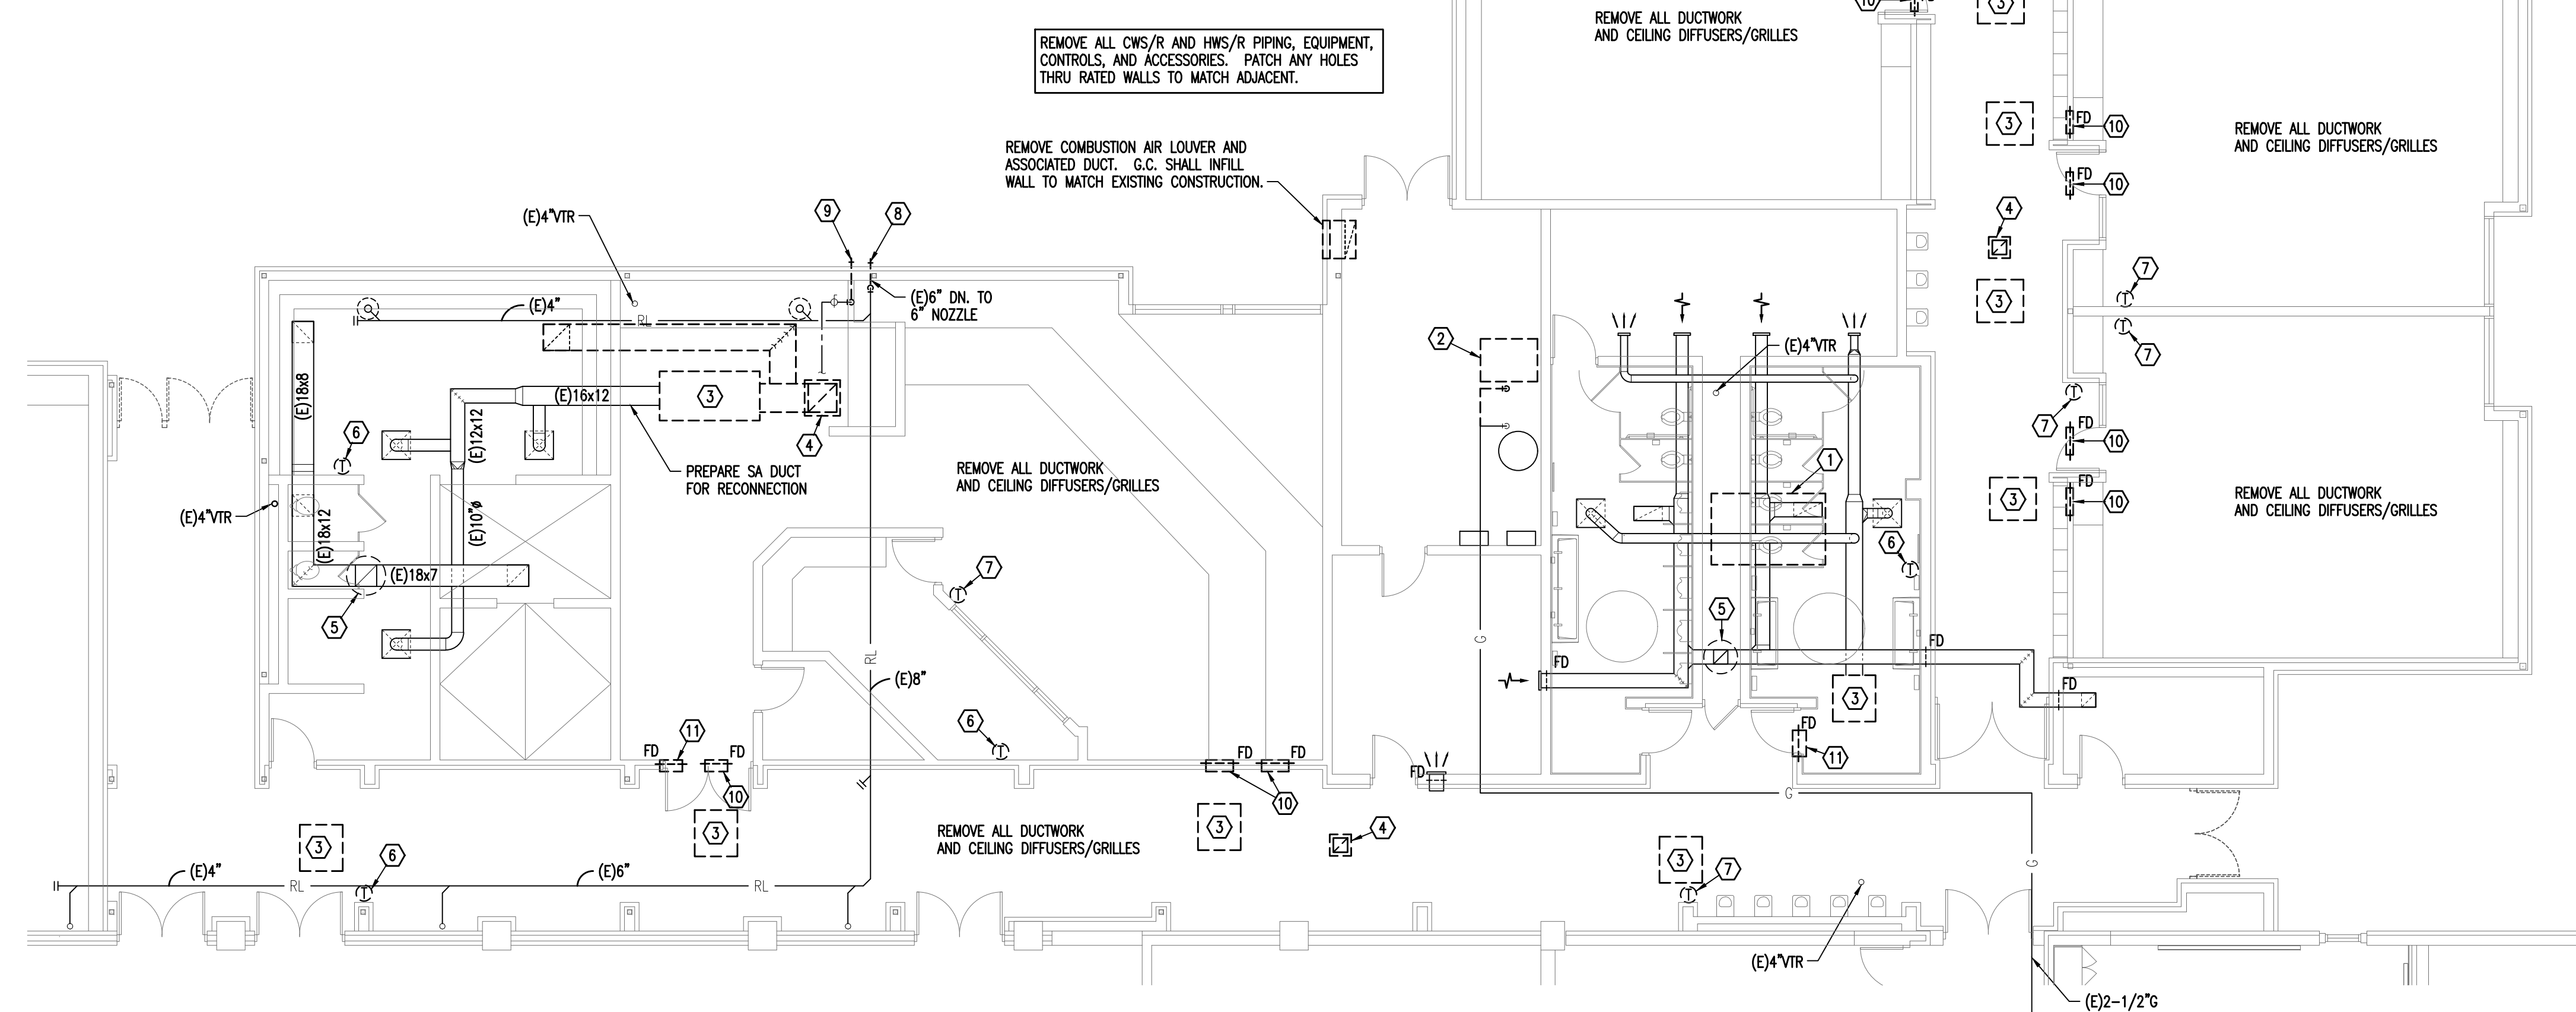 10
3
REMOVE ALL DUCTWORK
AND CEILING DIFFUSERS/GRILLES
REMOVE ALL CWS/R AND HWS/R PIPING, EQUIPMENT,
CONTROLS, AND ACCESSORIES. PATCH ANY HOLES
THRU RATED WALLS TO MATCH ADJACENT.
REMOVE COMBUSTION AIR LOUVER AND
ASSOCIATED DUCT. G.C. SHALL INFILL
WALL TO MATCH EXISTING CONSTRUCTION.
3
FD
10
REMOVE ALL DUCTWORK
AND CEILING DIFFUSERS/GRILLES
FD
10
4
(E)4"VTR
9
8
7
T
3
T
7
(E)6" DN. TO
6" NOZZLE
(E)4"
RL
2
(E)4"VTR
(E)18x8
(E)16x12
3
4
(E)12x12
6
T
T
7
FD
10
PREPARE SA DUCT
FOR RECONNECTION
REMOVE ALL DUCTWORK
AND CEILING DIFFUSERS/GRILLES
1
FD
3
10
REMOVE ALL DUCTWORK
AND CEILING DIFFUSERS/GRILLES
(E)4"VTR
(E)18x12
(E)10"ø
(E)18x7
5
7
T
6
T
5
G
FD
FD
FD
RL
(E)8"
3
6
T
FD
11
FD
10
FD
FD
10
FD
FD
11
3
3
3
4
G
G
REMOVE ALL DUCTWORK
AND CEILING DIFFUSERS/GRILLES
6
T
3
7
T
(E)4"
RL
(E)6"
RL
(E)4"VTR
(E)2-1/2"G